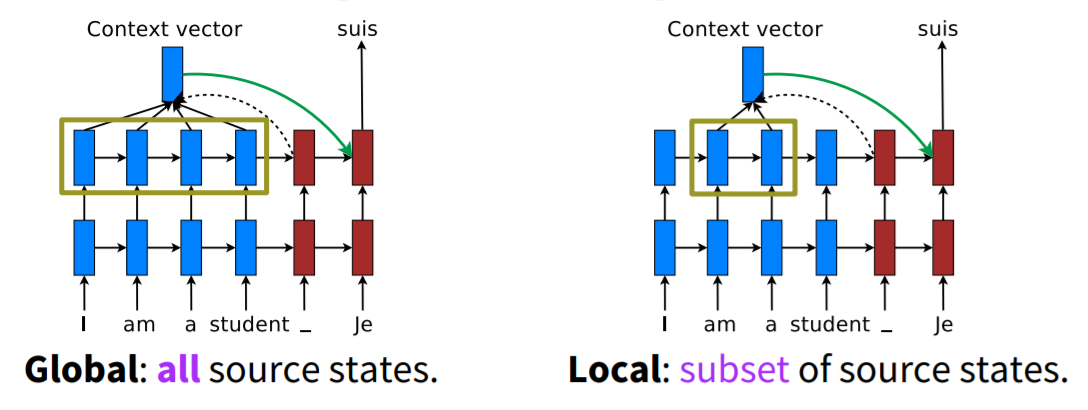 Context vector suis
I am a student _ Je
Global: all source states.
Context vector suis
I am a student _ Je
Local: subset of source states.